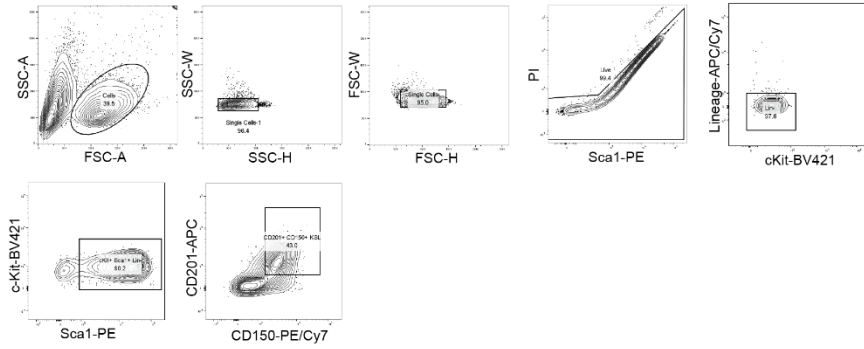 SSC-A
Cells
39.5
FSC-A
SSC-W
Single Cells-1
96.4
SSC-H
FSC-W
Single Cells
95.0
FSC-H
PI
Live
99.4
Sca1-PE
Lineage-APC/Cy7
Lin-
97.6
cKit-BV421
c-Kit-BV421
cKit+ Sca1+ Lin-
80.2
Sca1-PE
CD201-APC
CD201+ CD150+ KSL
43.0
CD150-PE/Cy7